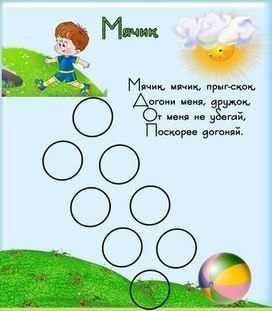 Мячик
Мячик, мячик, прыг-скок,
Догони меня, дружок,
От меня не убегай,
Поскорее догоняй.